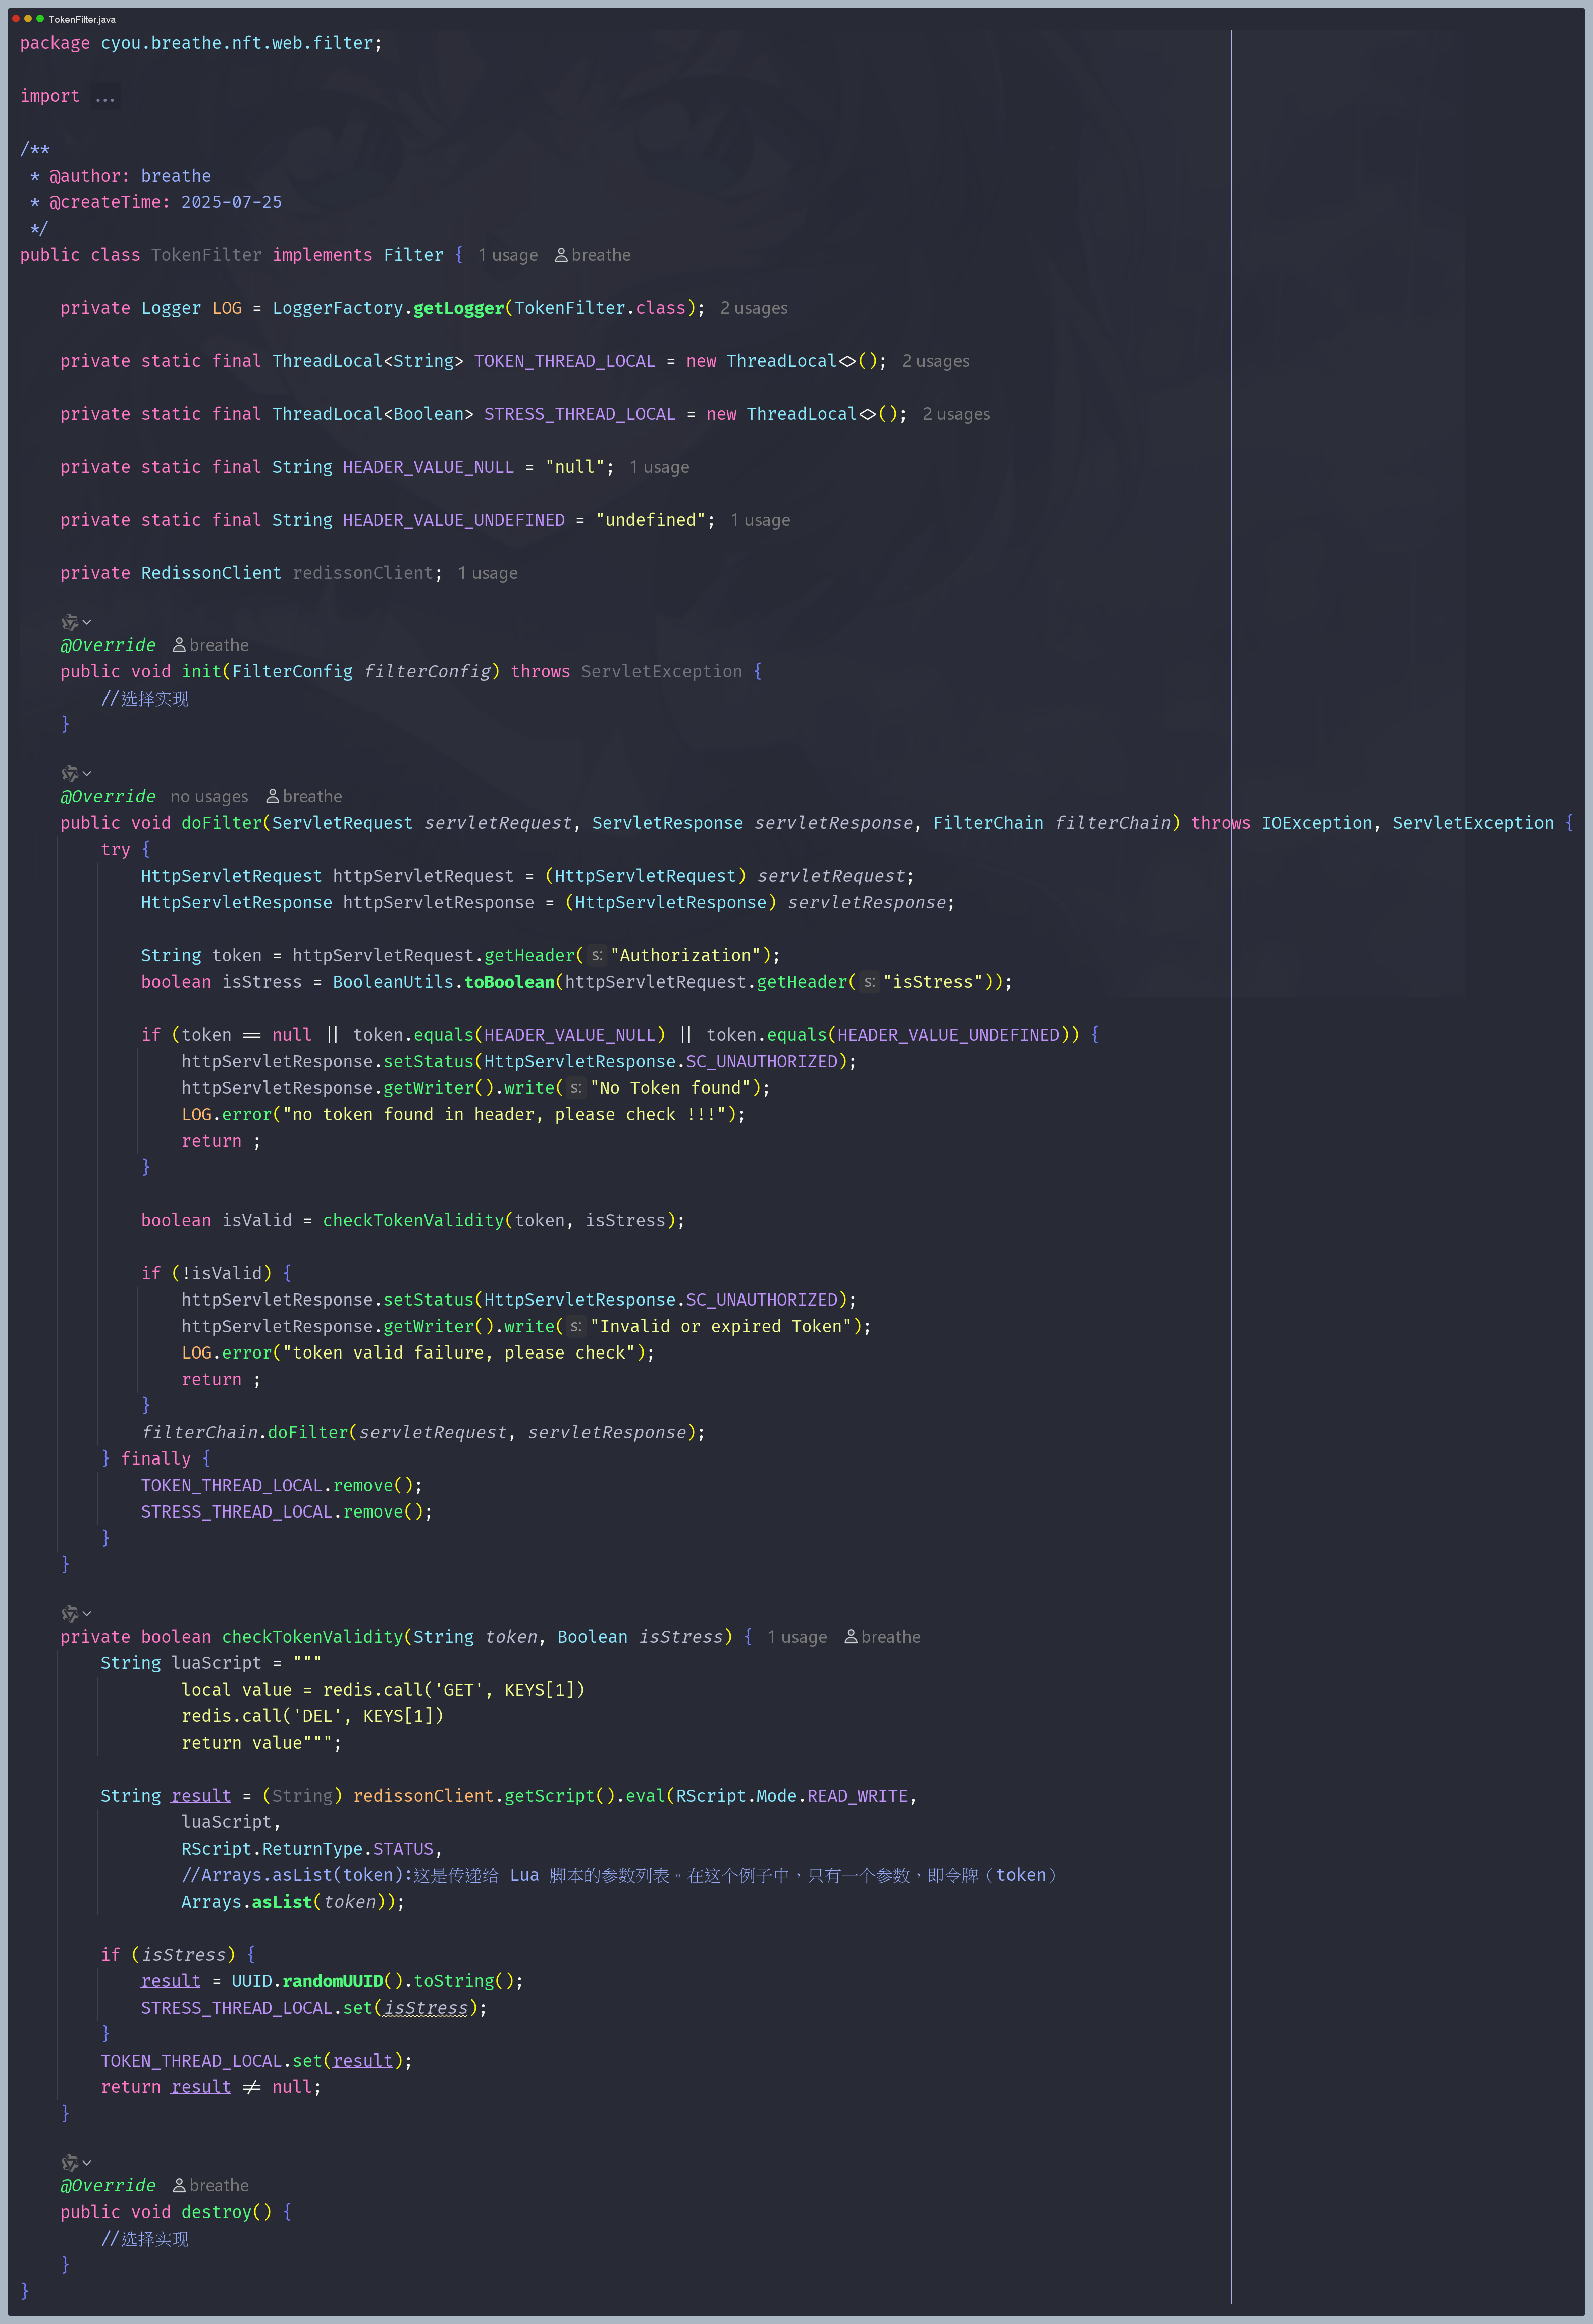 TokenFilter.java
package cyou.breathe.nft.web.filter;
import ...
/**
 * @author: breathe
 * @createTime: 2025-07-25
 */
public class TokenFilter implements Filter { 1 usage breathe
    private Logger LOG = LoggerFactory.getLogger(TokenFilter.class); 2 usages
    private static final ThreadLocal<String> TOKEN_THREAD_LOCAL = new ThreadLocal<>(); 2 usages
    private static final ThreadLocal<Boolean> STRESS_THREAD_LOCAL = new ThreadLocal<>(); 2 usages
    private static final String HEADER_VALUE_NULL = "null"; 1 usage
    private static final String HEADER_VALUE_UNDEFINED = "undefined"; 1 usage
    private RedissonClient redissonClient; 1 usage
    @Override breathe
    public void init(FilterConfig filterConfig) throws ServletException {
        //选择实现
    }
    @Override no usages breathe
    public void doFilter(ServletRequest servletRequest, ServletResponse servletResponse, FilterChain filterChain) throws IOException, ServletException {
        try {
            HttpServletRequest httpServletRequest = (HttpServletRequest) servletRequest;
            HttpServletResponse httpServletResponse = (HttpServletResponse) servletResponse;
            String token = httpServletRequest.getHeader( s: "Authorization");
            boolean isStress = BooleanUtils.toBoolean(httpServletRequest.getHeader( s: "isStress"));
            if (token == null || token.equals(HEADER_VALUE_NULL) || token.equals(HEADER_VALUE_UNDEFINED)) {
                httpServletResponse.setStatus(HttpServletResponse.SC_UNAUTHORIZED);
                httpServletResponse.getWriter().write( s: "No Token found");
                LOG.error("no token found in header, please check !!!");
                return ;
            }
            boolean isValid = checkTokenValidity(token, isStress);
            if (!isValid) {
                httpServletResponse.setStatus(HttpServletResponse.SC_UNAUTHORIZED);
                httpServletResponse.getWriter().write( s: "Invalid or expired Token");
                LOG.error("token valid failure, please check");
                return ;
            }
            filterChain.doFilter(servletRequest, servletResponse);
        } finally {
            TOKEN_THREAD_LOCAL.remove();
            STRESS_THREAD_LOCAL.remove();
        }
    }
    private boolean checkTokenValidity(String token, Boolean isStress) { 1 usage breathe
        String luaScript = """
                local value = redis.call('GET', KEYS[1])
                redis.call('DEL', KEYS[1])
                return value""";
        String result = (String) redissonClient.getScript().eval(RScript.Mode.READ_WRITE,
                luaScript,
                RScript.ReturnType.STATUS,
                //Arrays.asList(token):这是传递给 Lua 脚本的参数列表。在这个例子中，只有一个参数，即令牌（token）
                Arrays.asList(token));
        if (isStress) {
            result = UUID.randomUUID().toString();
            STRESS_THREAD_LOCAL.set(isStress);
        }
        TOKEN_THREAD_LOCAL.set(result);
        return result != null;
    }
    @Override breathe
    public void destroy() {
        //选择实现
    }
}